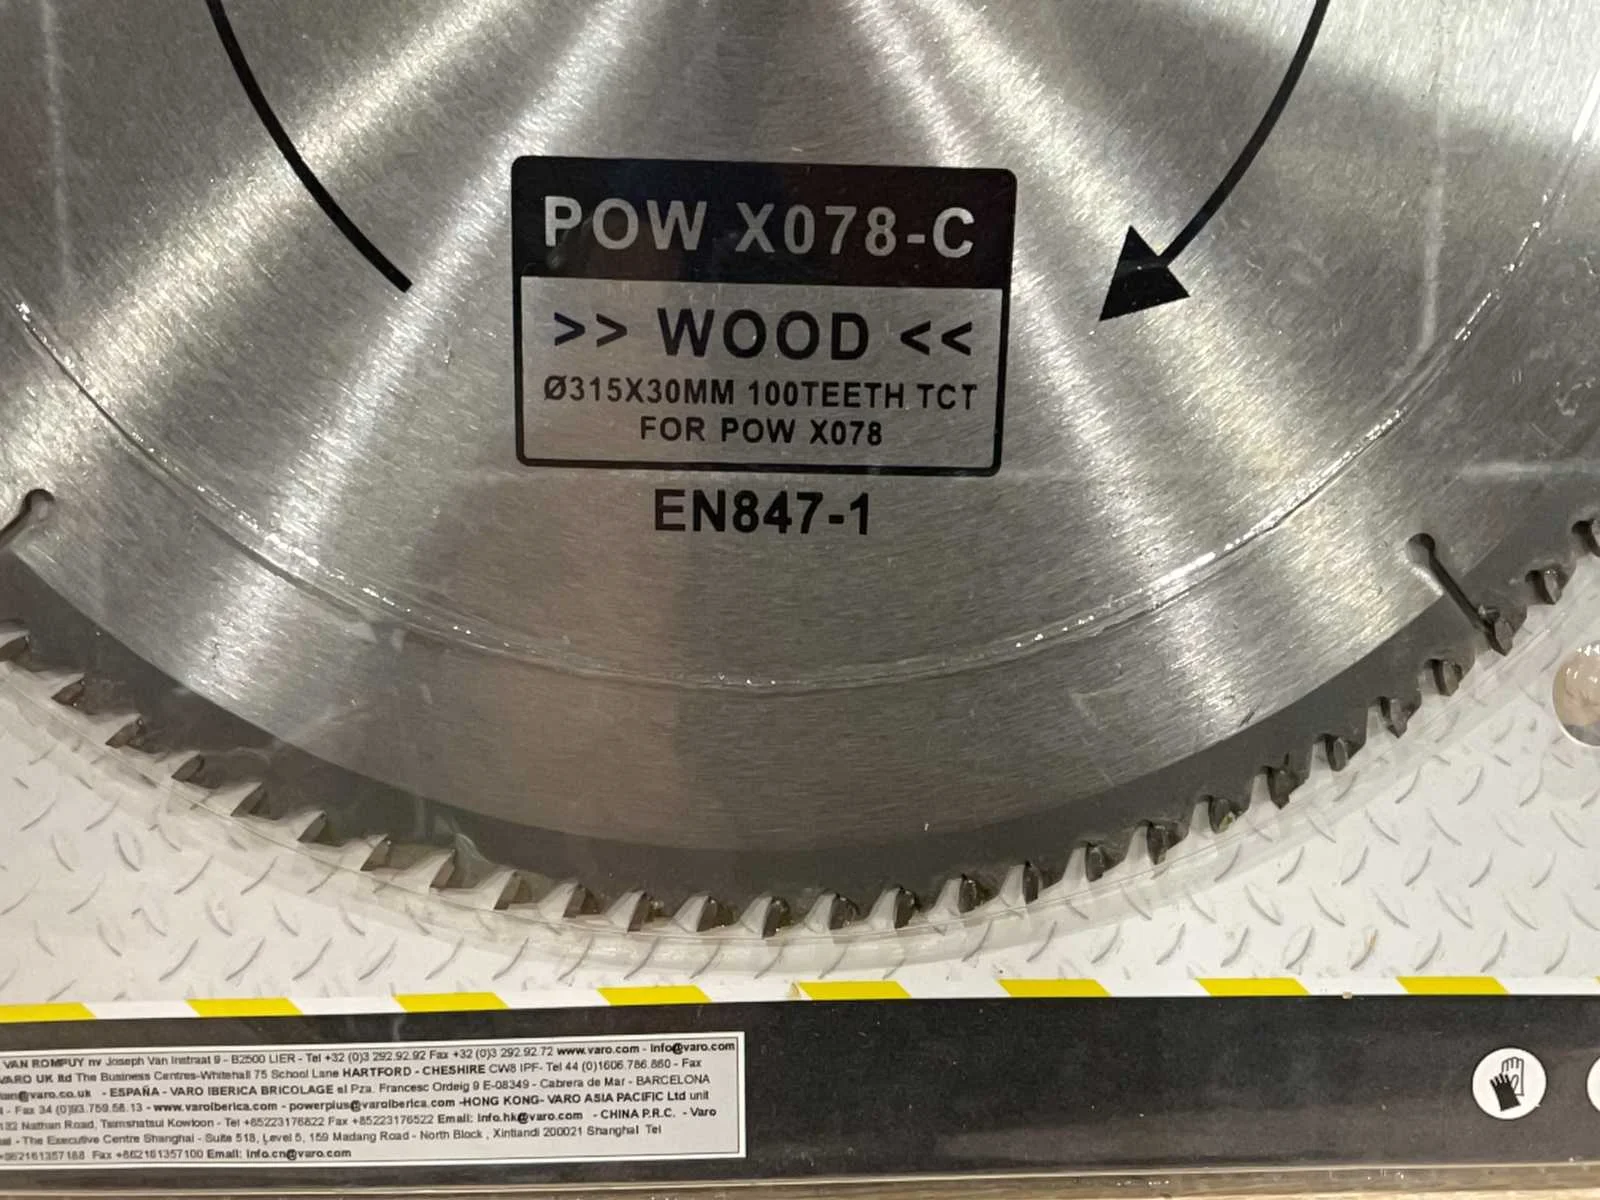 POW X078-C
>> WOOD <<
Ø315X30MM 100TEETH TCT
FOR POW X078
EN847-1
VAN ROMPUY nv Joseph Van Instraat 9 - B2500 LIER - Tel +32 (0)3 292.92.92 Fax +32 (0)3 292.92.72 www.varo.com - info@varo.com
VARO UK ltd The Business Centres-Whitehall 75 School Lane HARTFORD - CHESHIRE CW8 1PF- Tel 44 (0)1606.786.860 - Fax
@varo.co.uk - ESPAÑA - VARO IBERICA BRICOLAGE sl Pza. Francesc Ordeig 9 E-08349 - Cabrera de Mar - BARCELONA
- Fax 34 (0)93.759.58.13 - www.varoiberica.com - powerplus@varoiberica.com -HONG KONG- VARO ASIA PACIFIC Ltd unit
132 Nathan Road, Tsimshatsui Kowloon - Tel +85223176822 Fax +85223176522 Email: info.hk@varo.com - CHINA P.R.C. - Varo
- The Executive Centre Shanghai - Suite 518, Level 5, 159 Madang Road - North Block , Xintiandi 200021 Shanghai Tel
+862161357188 Fax +862161357100 Email: info.cn@varo.com